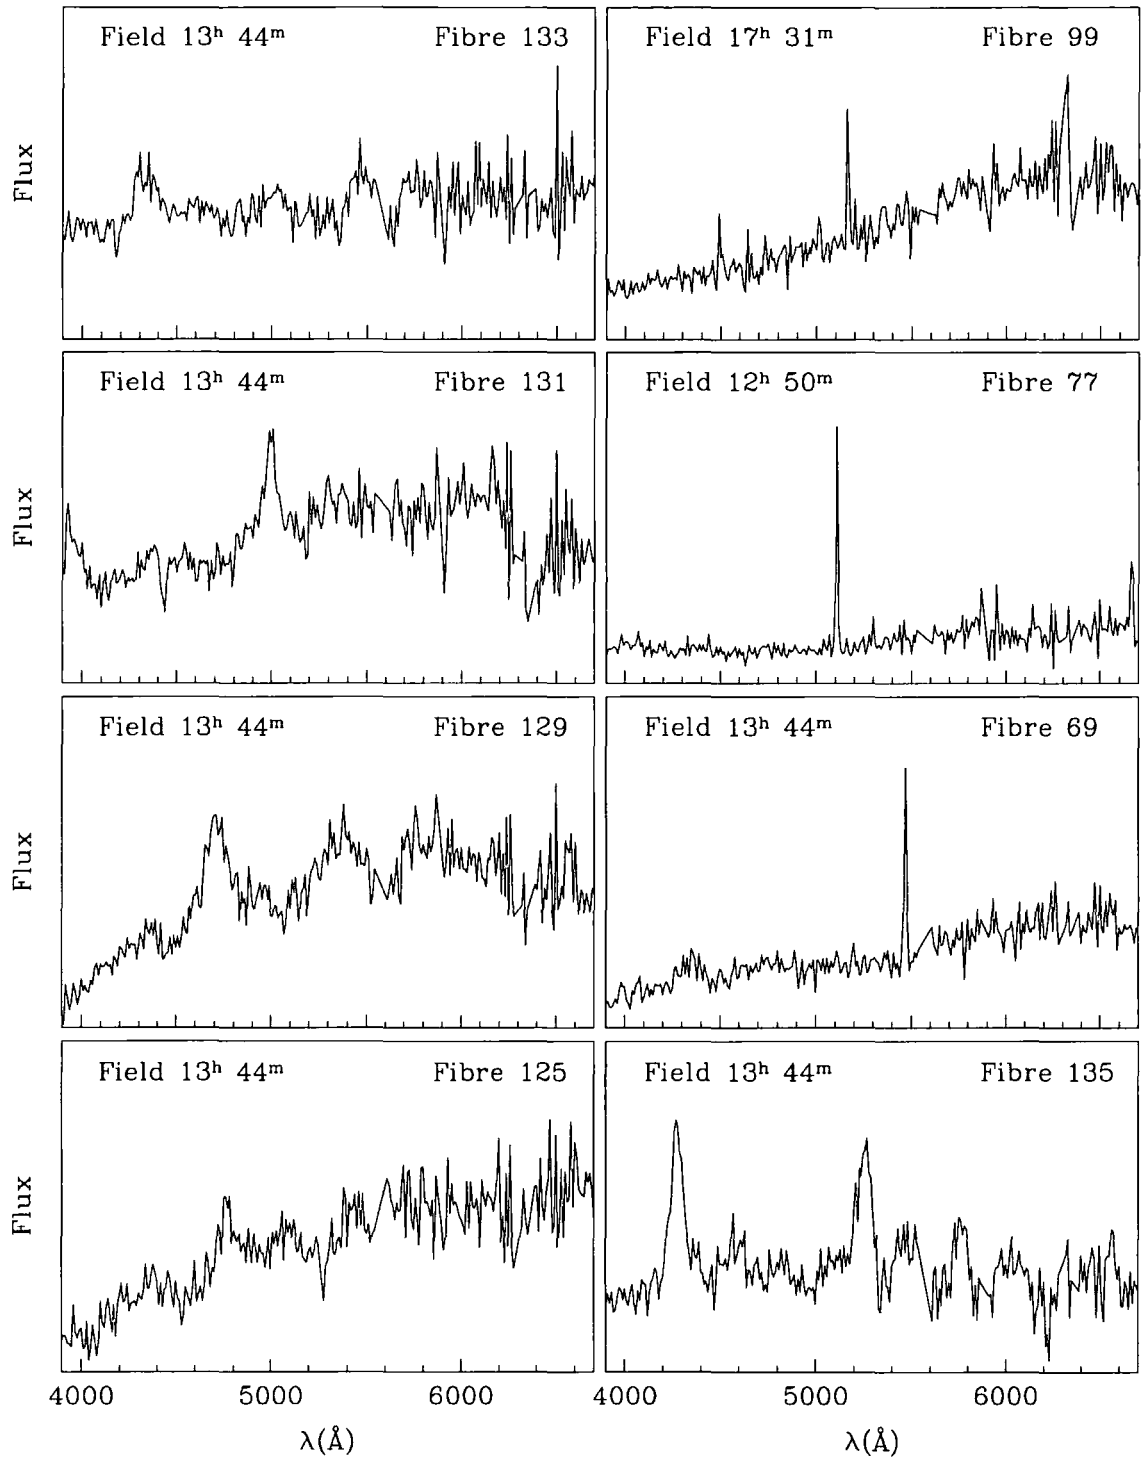 Field 13ʰ 44ᵐ Fibre 133
Field 17ʰ 31ᵐ Fibre 99
Flux
Field 13ʰ 44ᵐ Fibre 131
Field 12ʰ 50ᵐ Fibre 77
Flux
Field 13ʰ 44ᵐ Fibre 129
Field 13ʰ 44ᵐ Fibre 69
Flux
Field 13ʰ 44ᵐ Fibre 125
Field 13ʰ 44ᵐ Fibre 135
Flux
4000 5000 6000
4000 5000 6000
λ(Å)
λ(Å)